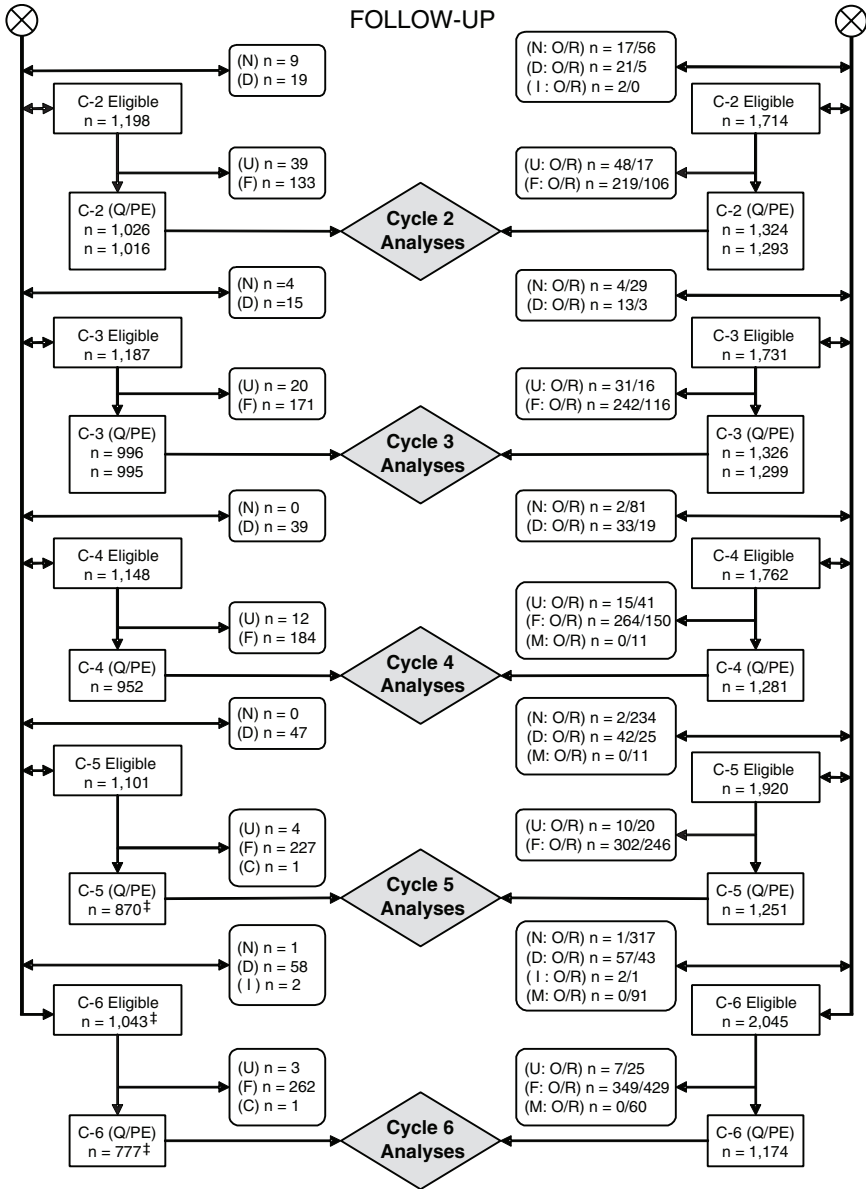 FOLLOW-UP
(N) n = 9
(D) n = 19
(N: O/R) n = 17/56
(D: O/R) n = 21/5
( I : O/R) n = 2/0
C-2 Eligible
n = 1,198
C-2 Eligible
n = 1,714
(U) n = 39
(F) n = 133
(U: O/R) n = 48/17
(F: O/R) n = 219/106
C-2 (Q/PE)
n = 1,026
n = 1,016
Cycle 2
Analyses
C-2 (Q/PE)
n = 1,324
n = 1,293
(N) n =4
(D) n =15
(N: O/R) n = 4/29
(D: O/R) n = 13/3
C-3 Eligible
n = 1,187
C-3 Eligible
n = 1,731
(U) n = 20
(F) n = 171
(U: O/R) n = 31/16
(F: O/R) n = 242/116
C-3 (Q/PE)
n = 996
n = 995
Cycle 3
Analyses
C-3 (Q/PE)
n = 1,326
n = 1,299
(N) n = 0
(D) n = 39
(N: O/R) n = 2/81
(D: O/R) n = 33/19
C-4 Eligible
n = 1,148
C-4 Eligible
n = 1,762
(U) n = 12
(F) n = 184
(U: O/R) n = 15/41
(F: O/R) n = 264/150
(M: O/R) n = 0/11
C-4 (Q/PE)
n = 952
Cycle 4
Analyses
C-4 (Q/PE)
n = 1,281
(N) n = 0
(D) n = 47
(N: O/R) n = 2/234
(D: O/R) n = 42/25
(M: O/R) n = 0/11
C-5 Eligible
n = 1,101
C-5 Eligible
n = 1,920
(U) n = 4
(F) n = 227
(C) n = 1
(U: O/R) n = 10/20
(F: O/R) n = 302/246
C-5 (Q/PE)
n = 870‡
Cycle 5
Analyses
C-5 (Q/PE)
n = 1,251
(N) n = 1
(D) n = 58
( I ) n = 2
(N: O/R) n = 1/317
(D: O/R) n = 57/43
( I : O/R) n = 2/1
(M: O/R) n = 0/91
C-6 Eligible
n = 1,043‡
C-6 Eligible
n = 2,045
(U) n = 3
(F) n = 262
(C) n = 1
(U: O/R) n = 7/25
(F: O/R) n = 349/429
(M: O/R) n = 0/60
C-6 (Q/PE)
n = 777‡
Cycle 6
Analyses
C-6 (Q/PE)
n = 1,174